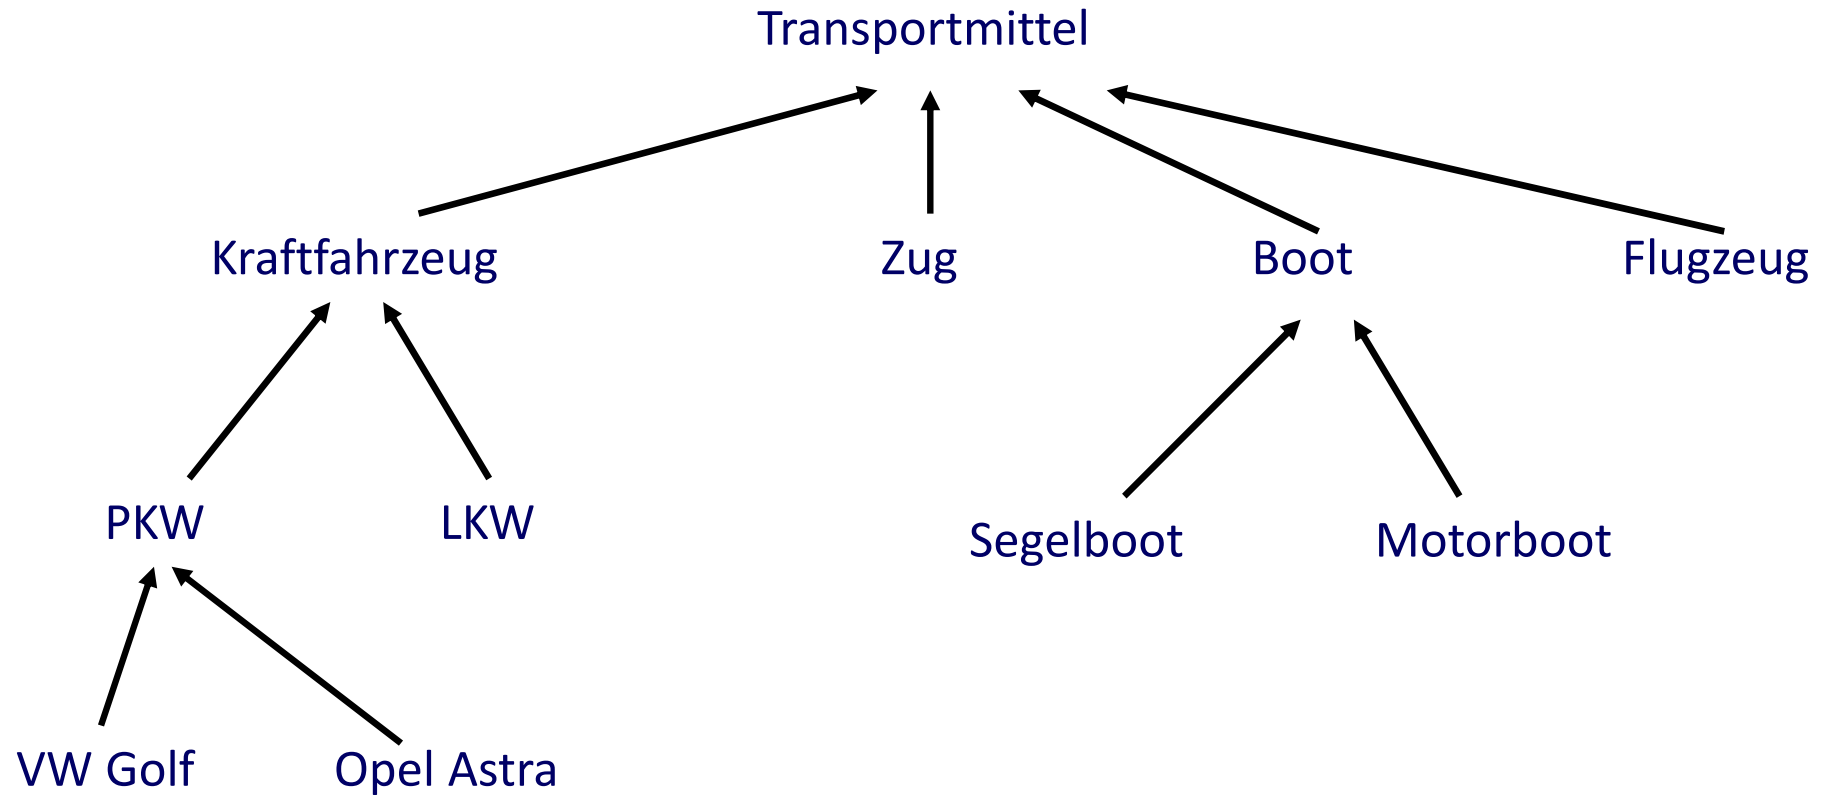 Transportmittel
Kraftfahrzeug
Zug
Boot
Flugzeug
PKW
LKW
Segelboot
Motorboot
VW Golf
Opel Astra